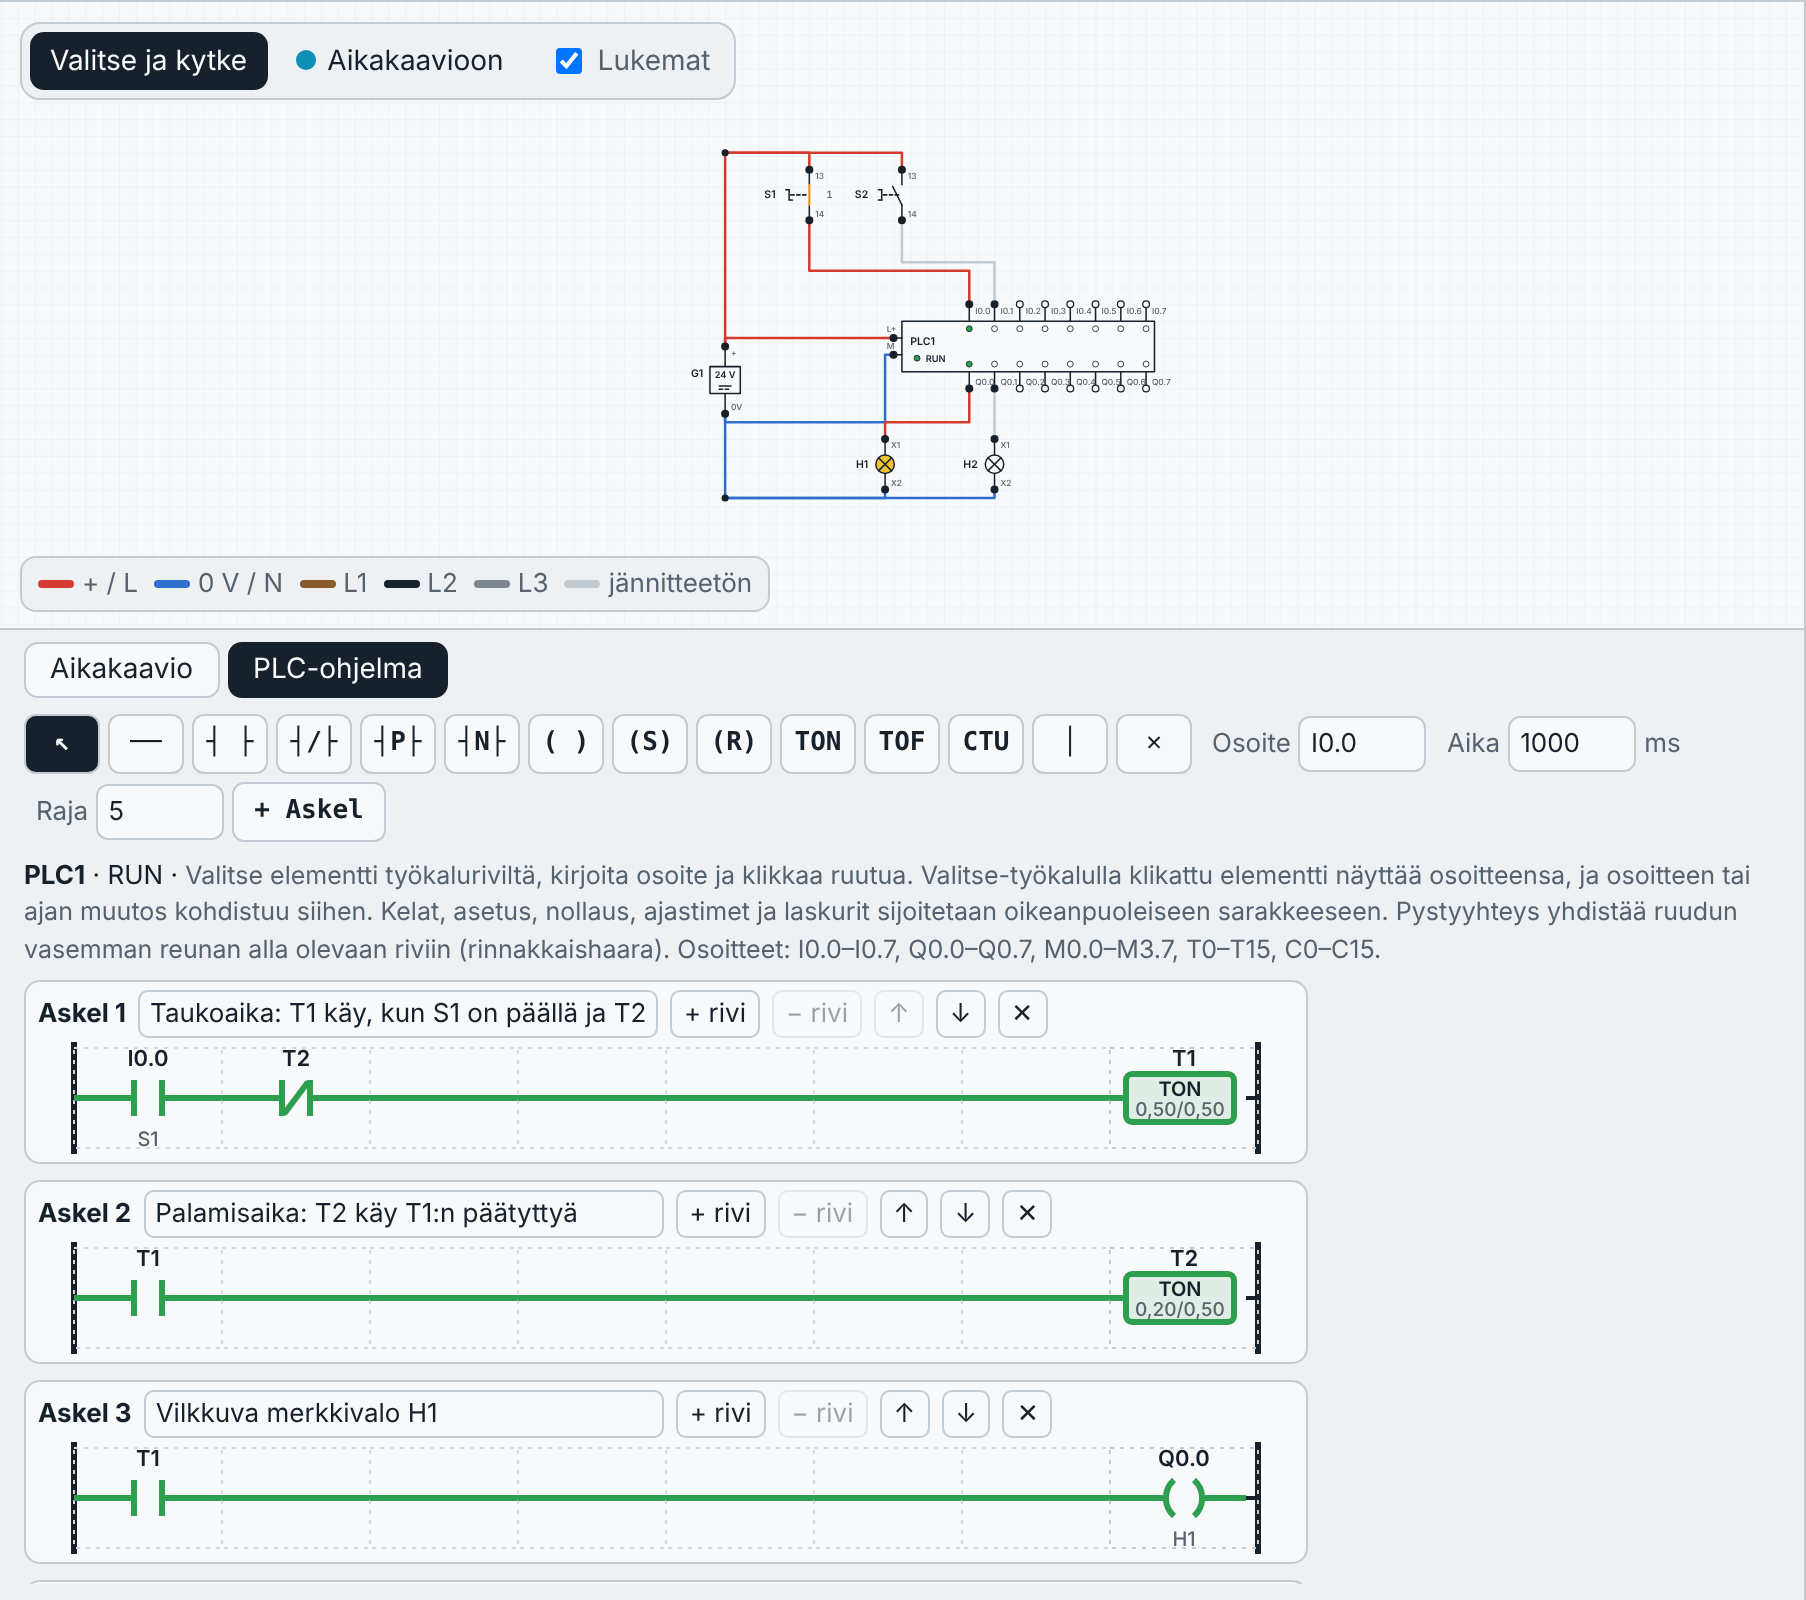 Valitse ja kytke Aikakaavioon Lukemat
13 13
S1 1 S2
14 14
I0.0 I0.1 I0.2 I0.3 I0.4 I0.5 I0.6 I0.7
L+
PLC1
M
RUN
+
G1 24 V
Q0.0 Q0.1 Q0.2 Q0.3 Q0.4 Q0.5 Q0.6 Q0.7
0V
X1 X1
H1 H2
X2 X2
+ / L 0 V / N L1 L2 L3 jännitteetön
Aikakaavio PLC-ohjelma
↖ ── ┤ ├ ┤/├ ┤P├ ┤N├ ( ) (S) (R) TON TOF CTU │ × Osoite I0.0 Aika 1000 ms
Raja 5 + Askel
PLC1 · RUN · Valitse elementti työkaluriviltä, kirjoita osoite ja klikkaa ruutua. Valitse-työkalulla klikattu elementti näyttää osoitteensa, ja osoitteen tai
ajan muutos kohdistuu siihen. Kelat, asetus, nollaus, ajastimet ja laskurit sijoitetaan oikeanpuoleiseen sarakkeeseen. Pystyyhteys yhdistää ruudun
vasemman reunan alla olevaan riviin (rinnakkaishaara). Osoitteet: I0.0–I0.7, Q0.0–Q0.7, M0.0–M3.7, T0–T15, C0–C15.
Askel 1 Taukoaika: T1 käy, kun S1 on päällä ja T2 + rivi − rivi ↑ ↓ ✕
I0.0 T2 T1
TON
0,50/0,50
S1
Askel 2 Palamisaika: T2 käy T1:n päätyttyä + rivi − rivi ↑ ↓ ✕
T1 T2
TON
0,20/0,50
Askel 3 Vilkkuva merkkivalo H1 + rivi − rivi ↑ ↓ ✕
T1 Q0.0
H1